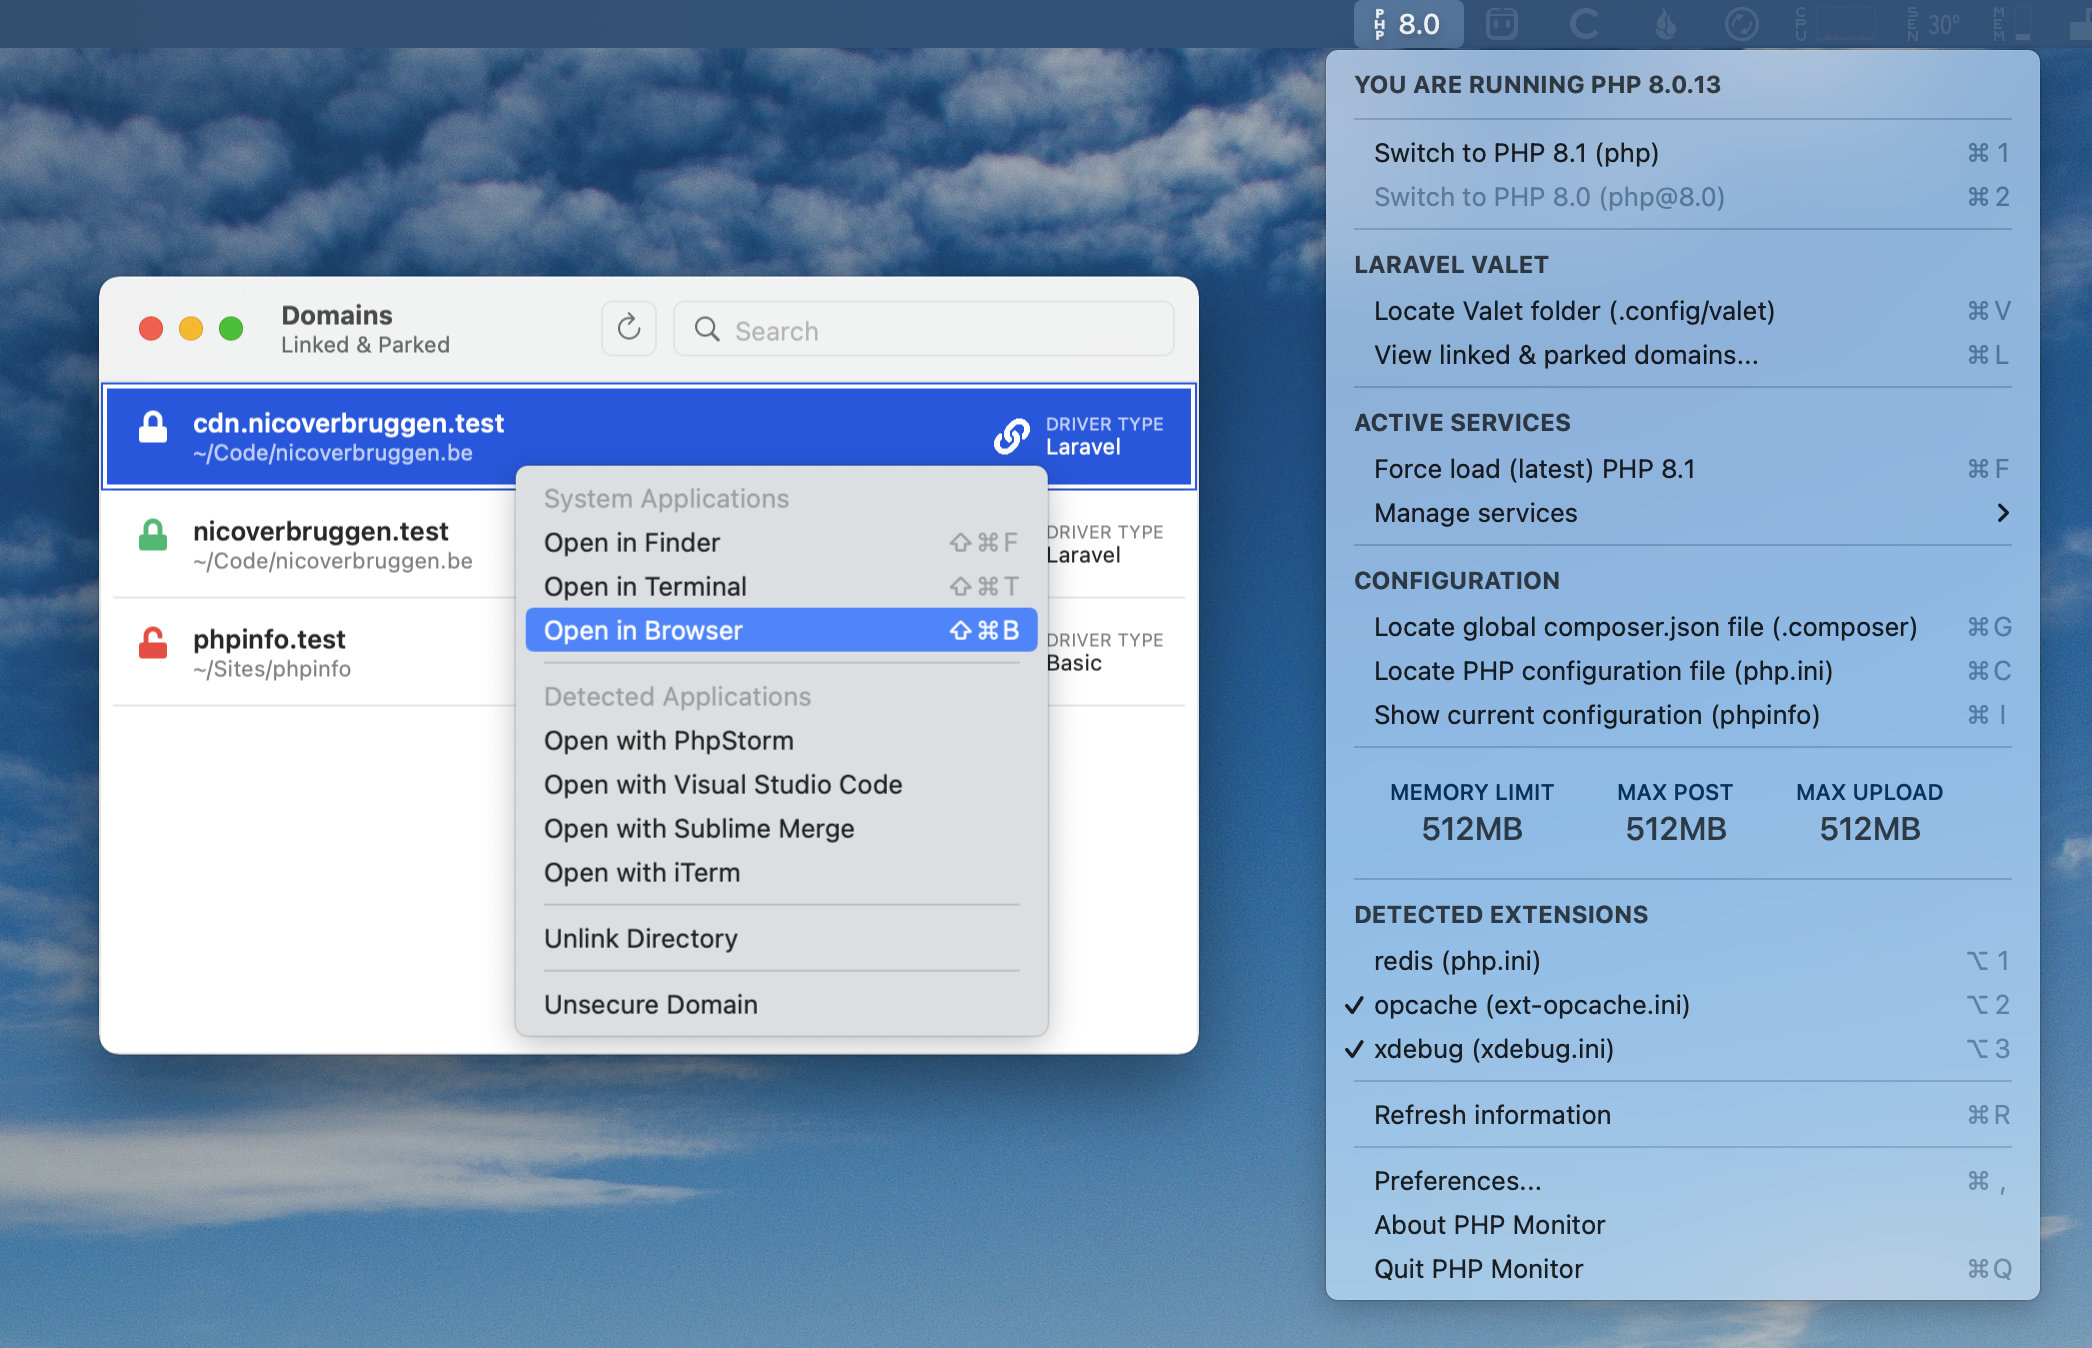 PHP 8.0
CPU
SEN 30°
MEM
Domains
Linked & Parked
Search
cdn.nicoverbruggen.test
~/Code/nicoverbruggen.be
DRIVER TYPE
Laravel
nicoverbruggen.test
~/Code/nicoverbruggen.be
DRIVER TYPE
Laravel
phpinfo.test
~/Sites/phpinfo
DRIVER TYPE
Basic
System Applications
Open in Finder ⇧⌘F
Open in Terminal ⇧⌘T
Open in Browser ⇧⌘B
Detected Applications
Open with PhpStorm
Open with Visual Studio Code
Open with Sublime Merge
Open with iTerm
Unlink Directory
Unsecure Domain
YOU ARE RUNNING PHP 8.0.13
Switch to PHP 8.1 (php) ⌘1
Switch to PHP 8.0 (php@8.0) ⌘2
LARAVEL VALET
Locate Valet folder (.config/valet) ⌘V
View linked & parked domains... ⌘L
ACTIVE SERVICES
Force load (latest) PHP 8.1 ⌘F
Manage services
CONFIGURATION
Locate global composer.json file (.composer) ⌘G
Locate PHP configuration file (php.ini) ⌘C
Show current configuration (phpinfo) ⌘I
MEMORY LIMIT MAX POST MAX UPLOAD
512MB 512MB 512MB
DETECTED EXTENSIONS
redis (php.ini) ⌥1
✓ opcache (ext-opcache.ini) ⌥2
✓ xdebug (xdebug.ini) ⌥3
Refresh information ⌘R
Preferences... ⌘,
About PHP Monitor
Quit PHP Monitor ⌘Q